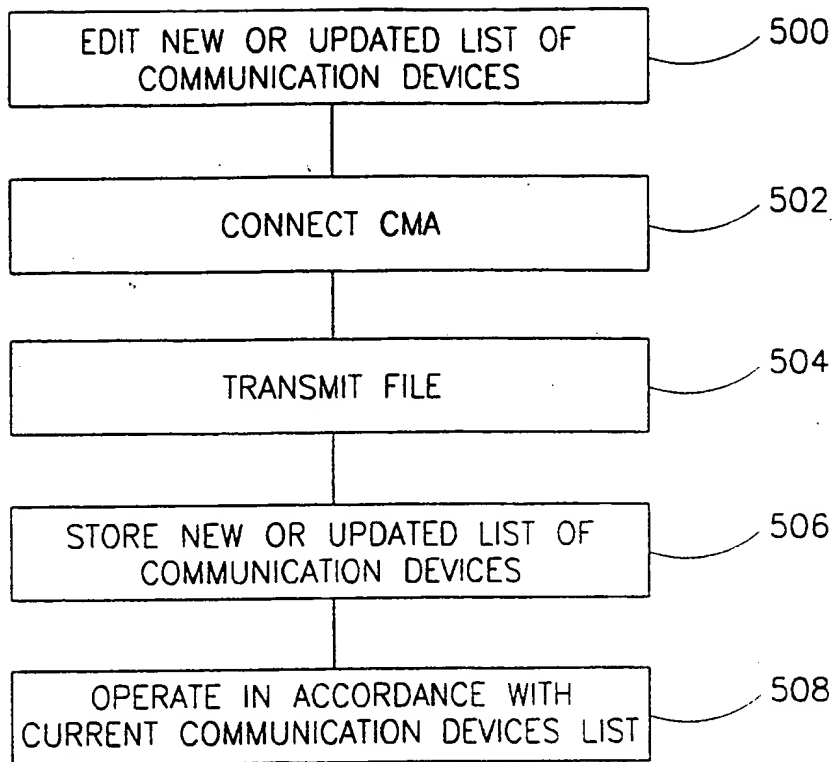 EDIT NEW OR UPDATED LIST OF
COMMUNICATION DEVICES
500
CONNECT CMA
502
TRANSMIT FILE
504
STORE NEW OR UPDATED LIST OF
COMMUNICATION DEVICES
506
OPERATE IN ACCORDANCE WITH
CURRENT COMMUNICATION DEVICES LIST
508